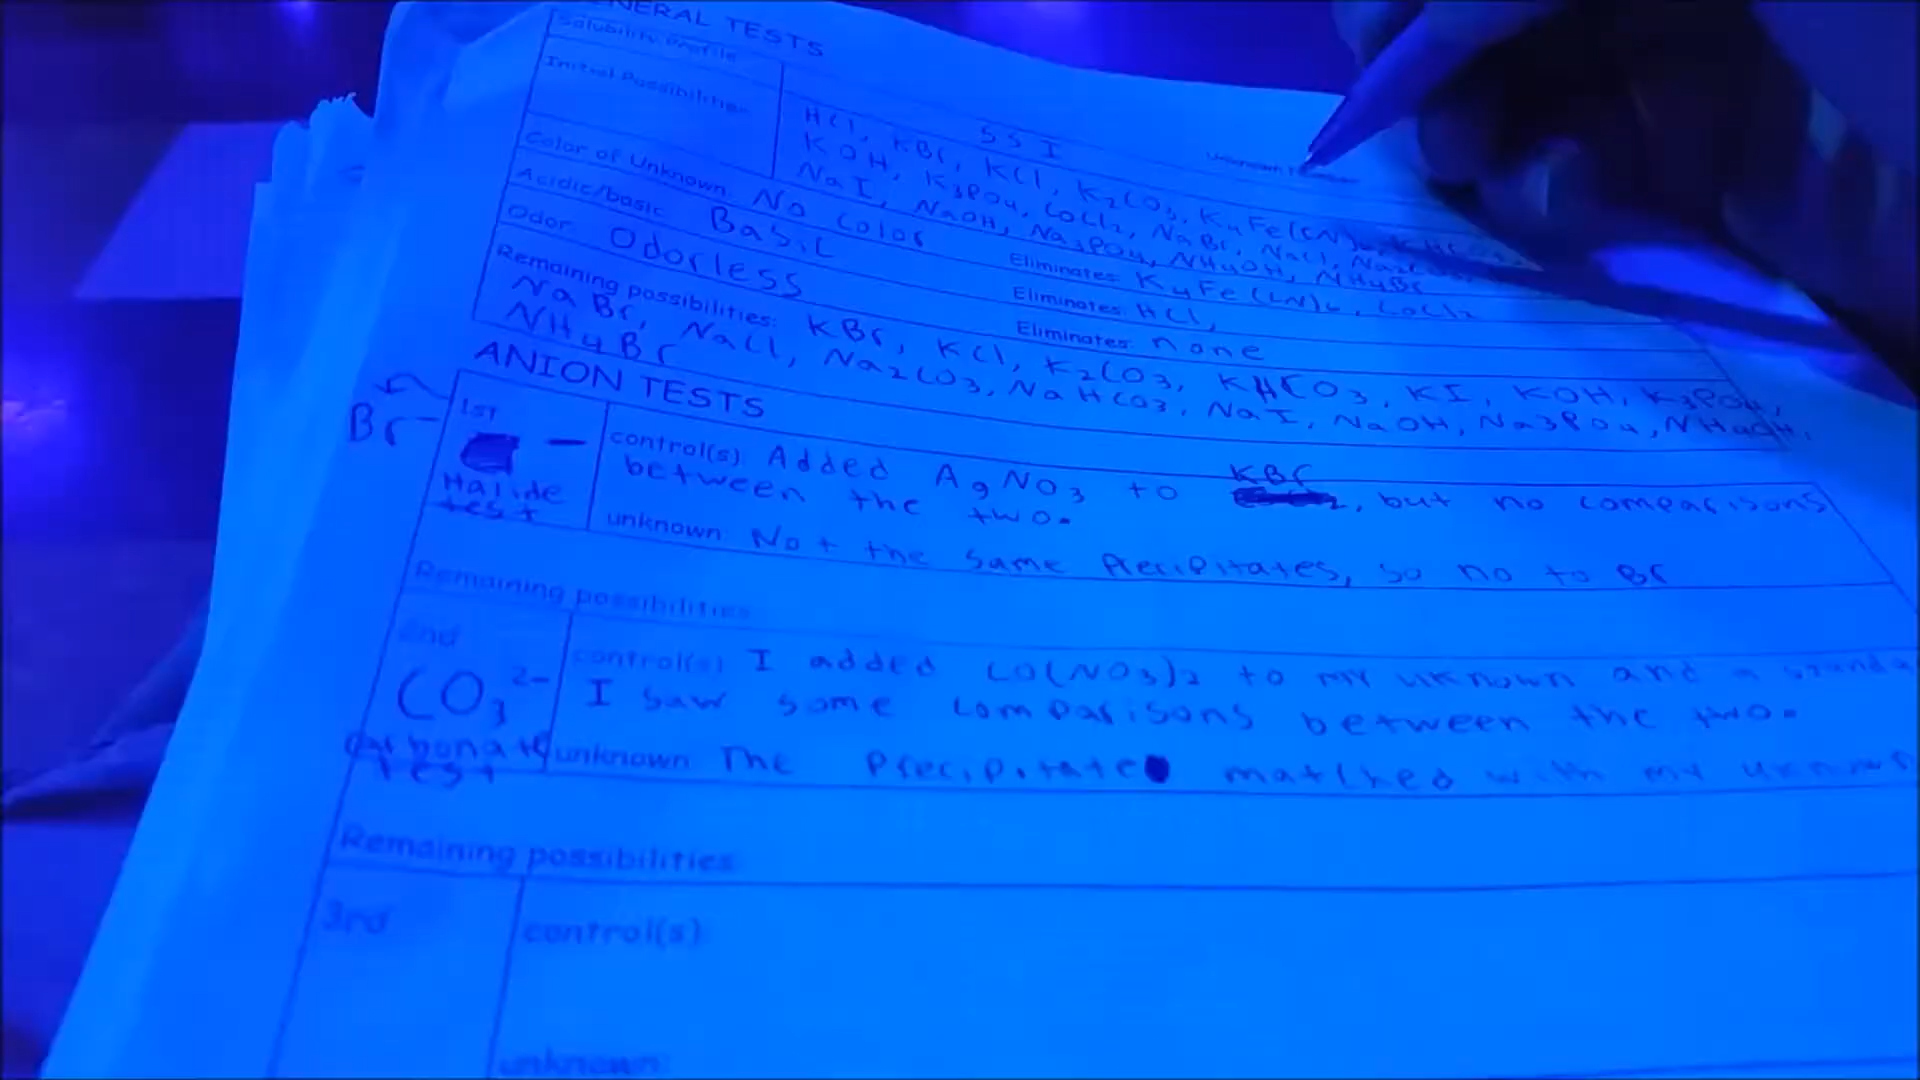 GENERAL TESTS
Solubility Profile
SSI
Initial Possibilities
HCl, KBr, KCl, K2CO3, K4Fe(CN)6,
KOH, K3PO4, CoCl2, NaBr, NaCl,
NaI, NaOH, Na3PO4, NH4OH, NH4Br
Color of Unknown: No color
Eliminates: K4Fe(CN)6, CoCl2
Acidic/basic: Basic
Eliminates: HCl,
Odor: Odorless
Eliminates: none
Remaining possibilities: KBr, KCl, K2CO3, KHCO3, KI, KOH, K3PO4,
NaBr, NaCl, Na2CO3, NaHCO3, NaI, NaOH, Na3PO4, NH4OH,
NH4Br
ANION TESTS
Br-
1ST
Halide
test
control(s): Added AgNO3 to KBr, but no comparisons
between the two.
unknown: Not the same precipitates, so no to Br
Remaining possibilities
2nd
CO3 2-
Carbonate
Test
control(s) I added Co(NO3)2 to my uknown and a
I saw some comparisons between the two.
unknown: The Precipitate matched with my
Remaining possibilities
3rd
control(s)
unknown: